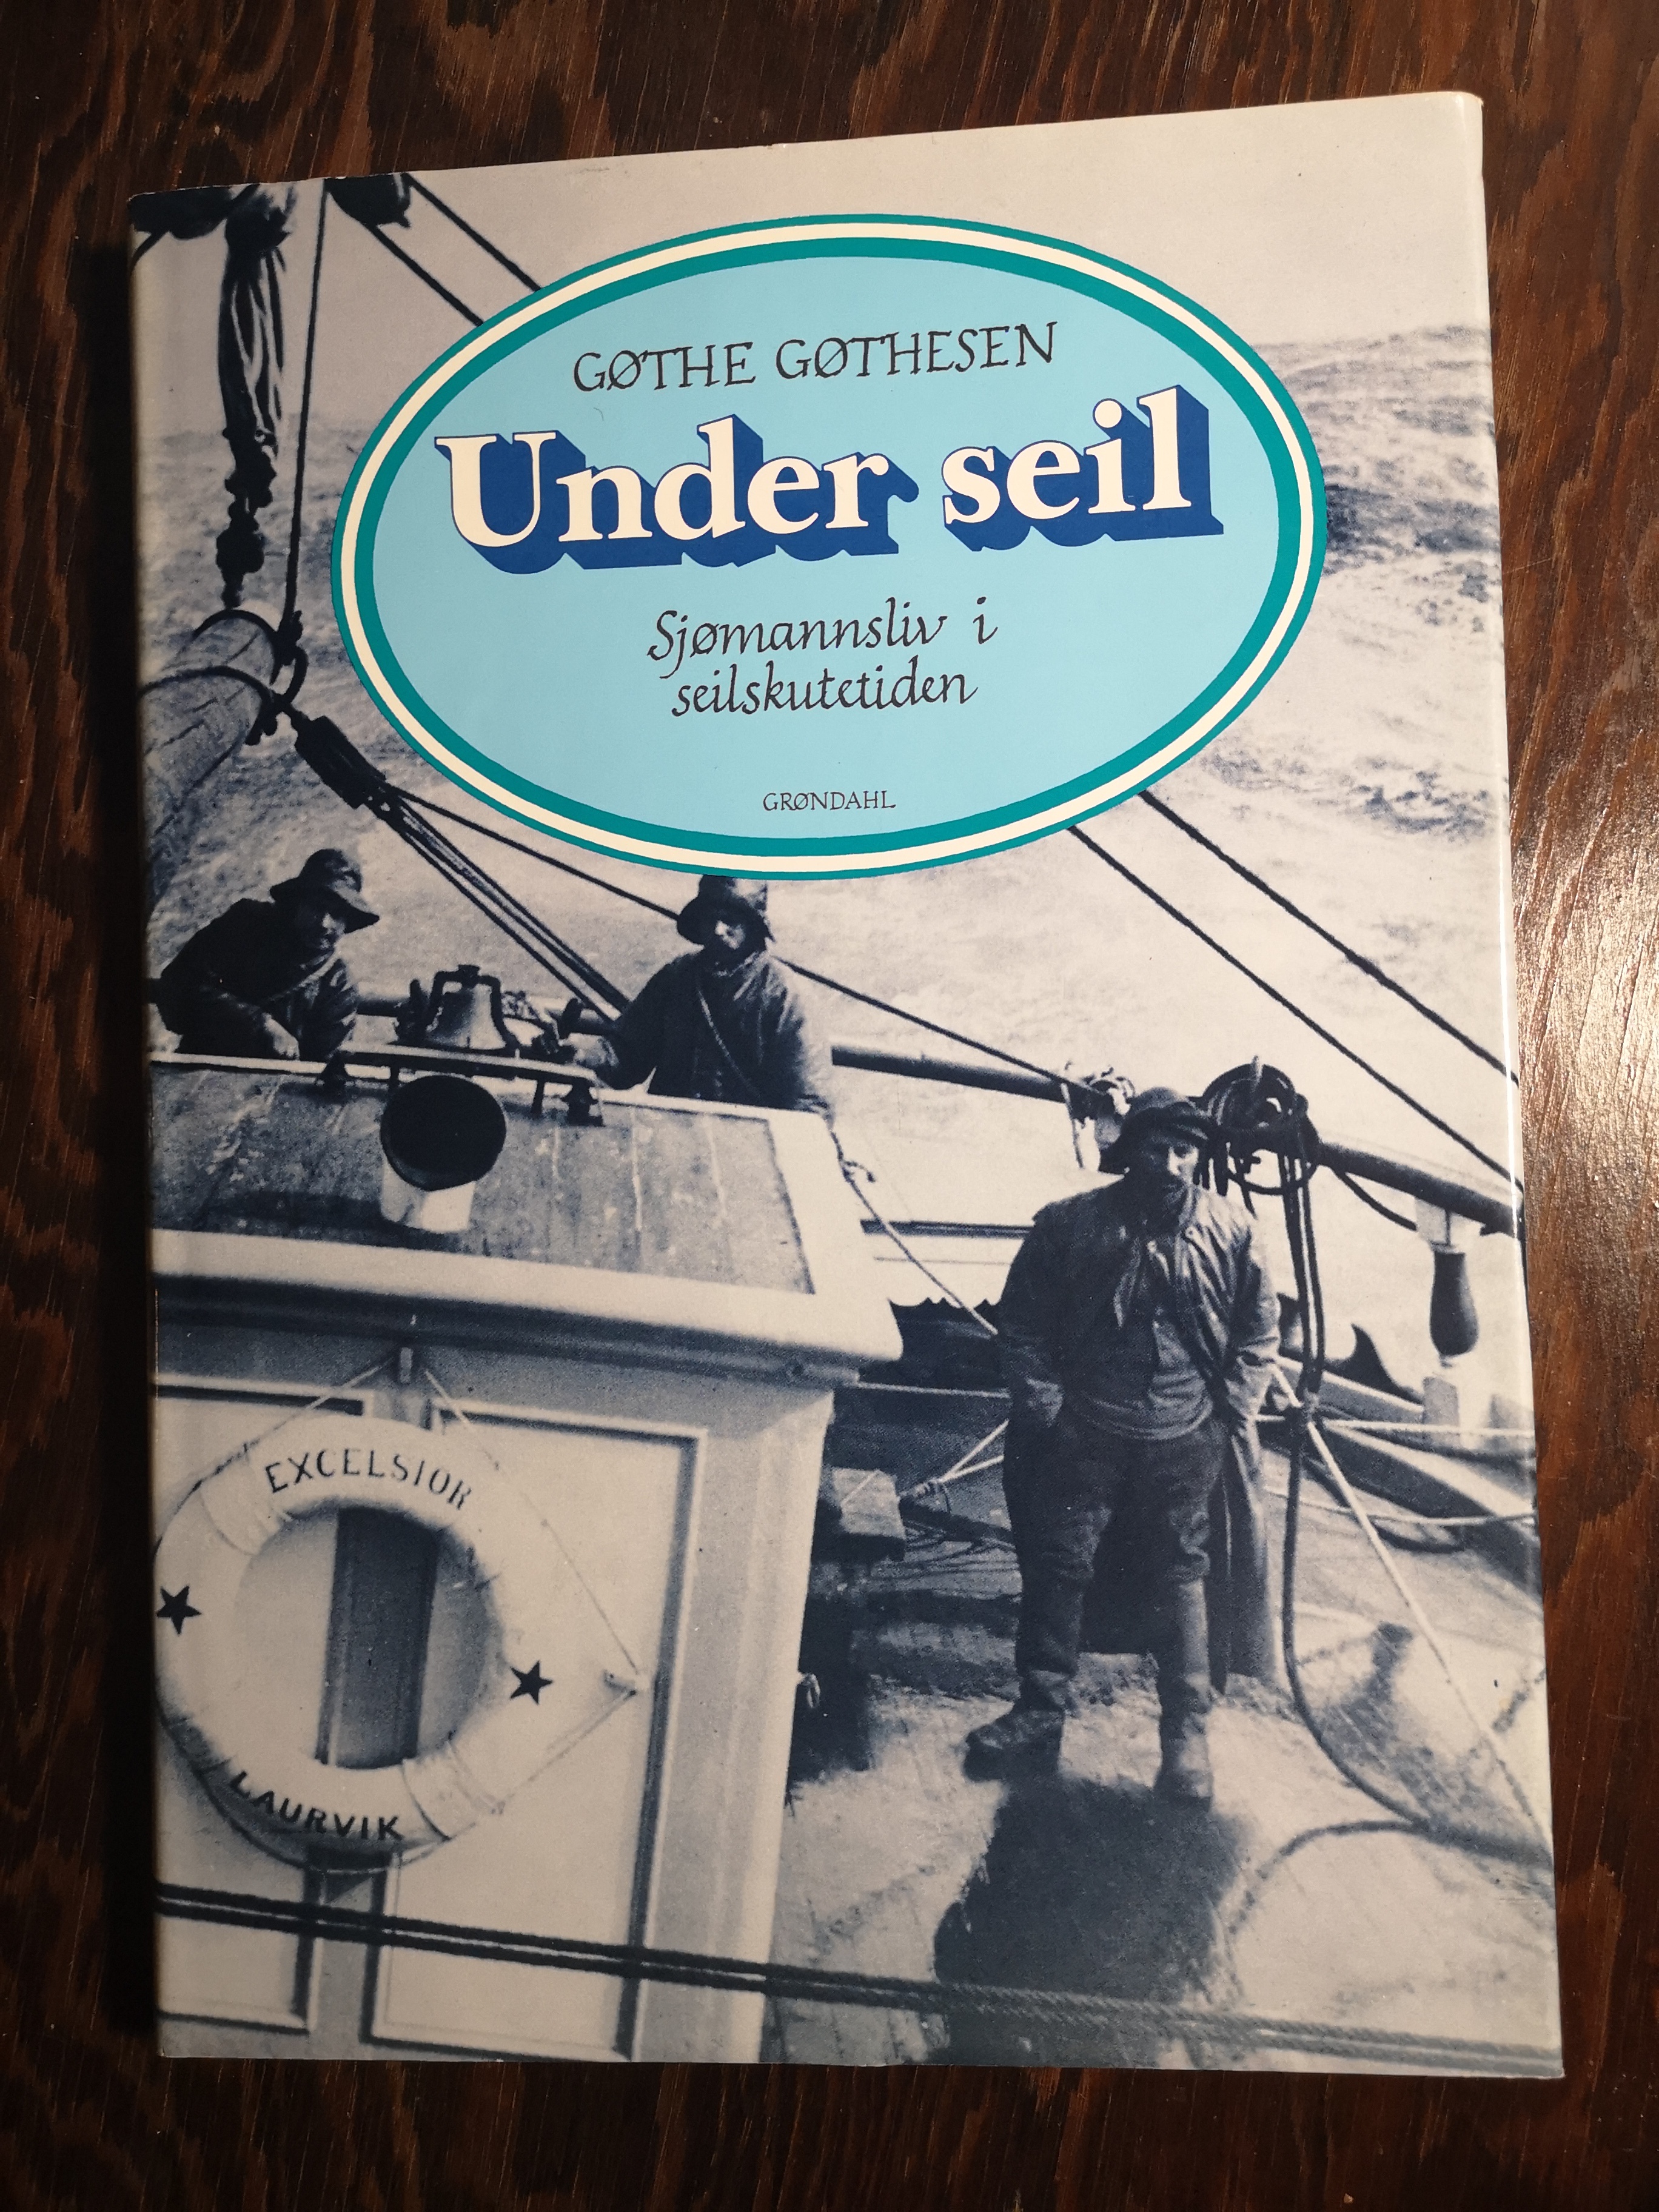 GØTHE GØTHESEN
Under seil
Sjømannsliv i
seilskutetiden
GRØNDAHL
EXCELSIOR
LAURVIK